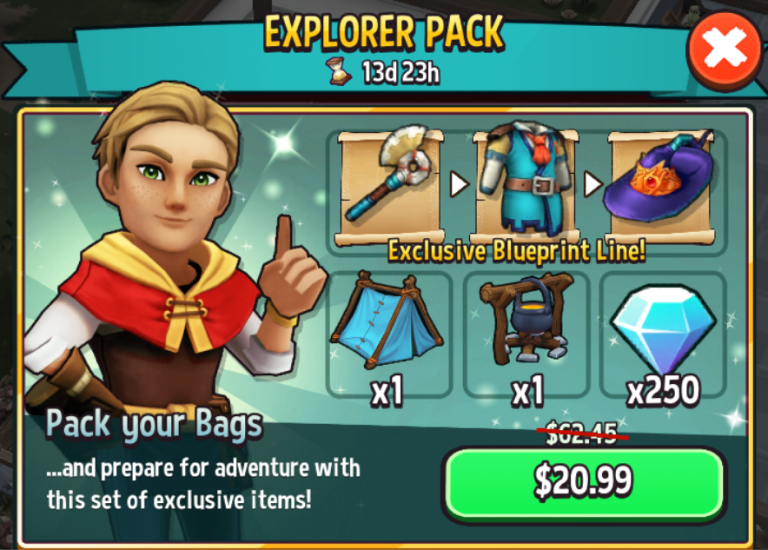 EXPLORER PACK
13d 23h
Exclusive Blueprint Line!
x1
x1
x250
Pack your Bags
...and prepare for adventure with
this set of exclusive items!
$62.45
$20.99